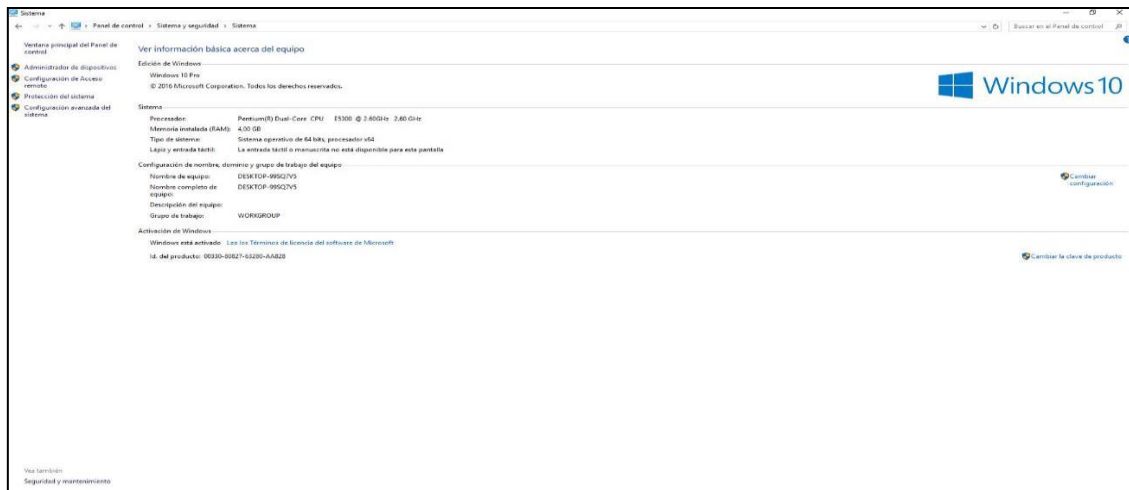 Sistema
Panel de control › Sistema y seguridad › Sistema
Buscar en el Panel de control
Ventana principal del Panel de control
Administrador de dispositivos
Configuración de Acceso remoto
Protección del sistema
Configuración avanzada del sistema
Ver información básica acerca del equipo
Edición de Windows
Windows 10 Pro
© 2016 Microsoft Corporation. Todos los derechos reservados.
Windows 10
Sistema
Procesador: Pentium(R) Dual-Core CPU E5300 @ 2.60GHz 2.60 GHz
Memoria instalada (RAM): 4,00 GB
Tipo de sistema: Sistema operativo de 64 bits, procesador x64
Lápiz y entrada táctil: La entrada táctil o manuscrita no está disponible para esta pantalla
Configuración de nombre, dominio y grupo de trabajo del equipo
Nombre de equipo: DESKTOP-99SQ7V5
Nombre completo de equipo: DESKTOP-99SQ7V5
Descripción del equipo:
Grupo de trabajo: WORKGROUP
Cambiar configuración
Activación de Windows
Windows está activado Lea los Términos de licencia del software de Microsoft
Id. del producto: 00330-80827-63280-AA828
Cambiar la clave de producto
Vea también
Seguridad y mantenimiento